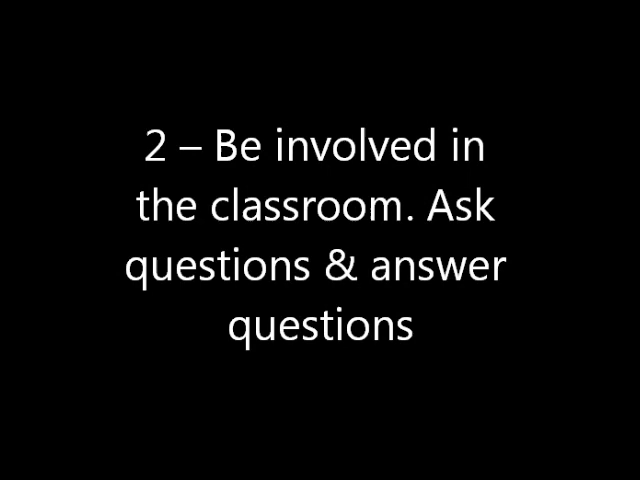 2 – Be involved in
the classroom. Ask
questions & answer
questions